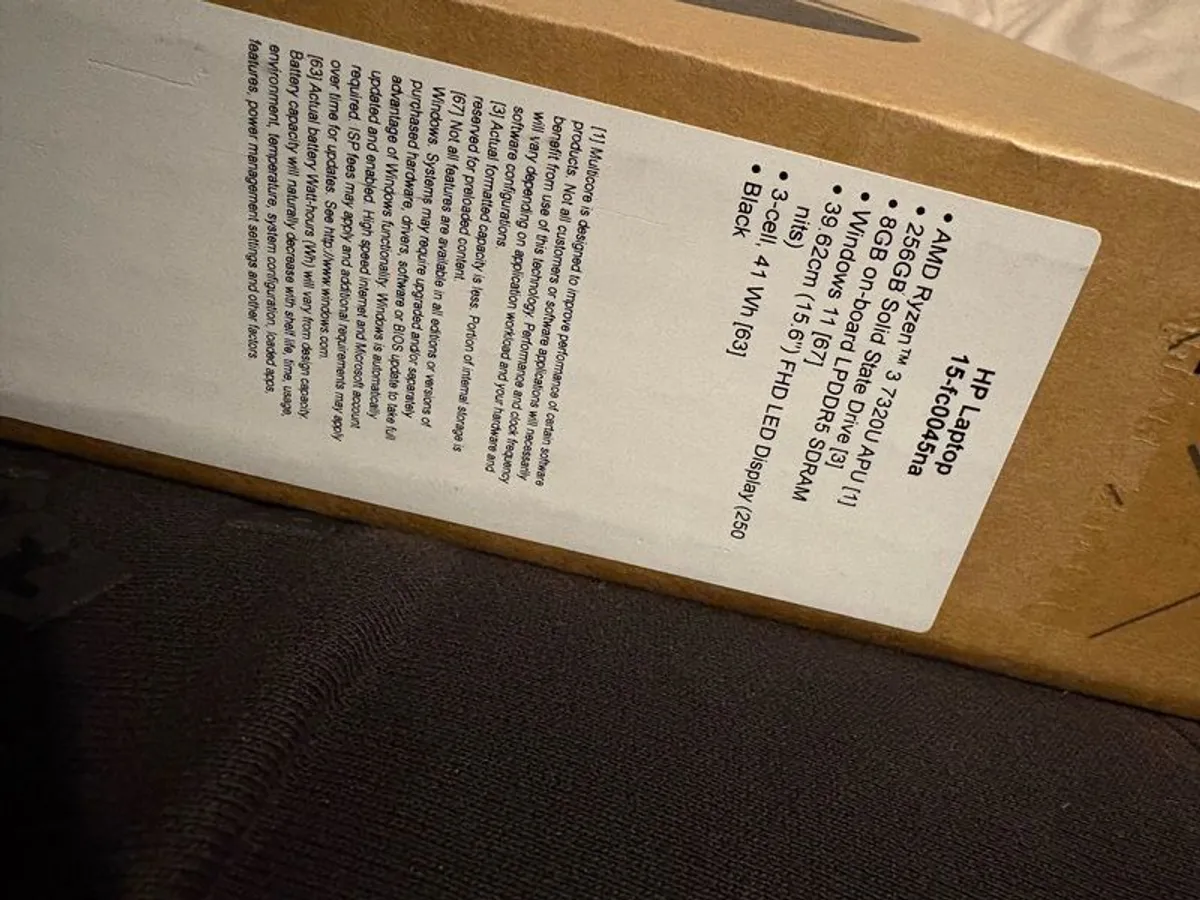 HP Laptop
15-fc0045na
• AMD Ryzen™ 3 7320U APU [1]
• 256GB Solid State Drive [3]
• 8GB on-board LPDDR5 SDRAM
• Windows 11 [67]
• 39.62cm (15.6") FHD LED Display (250
nits)
• 3-cell, 41 Wh [63]
• Black
[1] Multicore is designed to improve performance of certain software
products. Not all customers or software applications will necessarily
benefit from use of this technology. Performance and clock frequency
will vary depending on application workload and your hardware and
software configurations.
[3] Actual formatted capacity is less. Portion of internal storage is
reserved for preloaded content.
[67] Not all features are available in all editions or versions of
Windows. Systems may require upgraded and/or separately
purchased hardware, drivers, software or BIOS update to take full
advantage of Windows functionality. Windows is automatically
updated and enabled. High speed internet and Microsoft account
required. ISP fees may apply and additional requirements may apply
over time for updates. See http://www.windows.com.
[63] Actual battery Watt-hours (Wh) will vary from design capacity.
Battery capacity will naturally decrease with shelf life, time, usage,
environment, temperature, system configuration, loaded apps,
features, power management settings and other factors